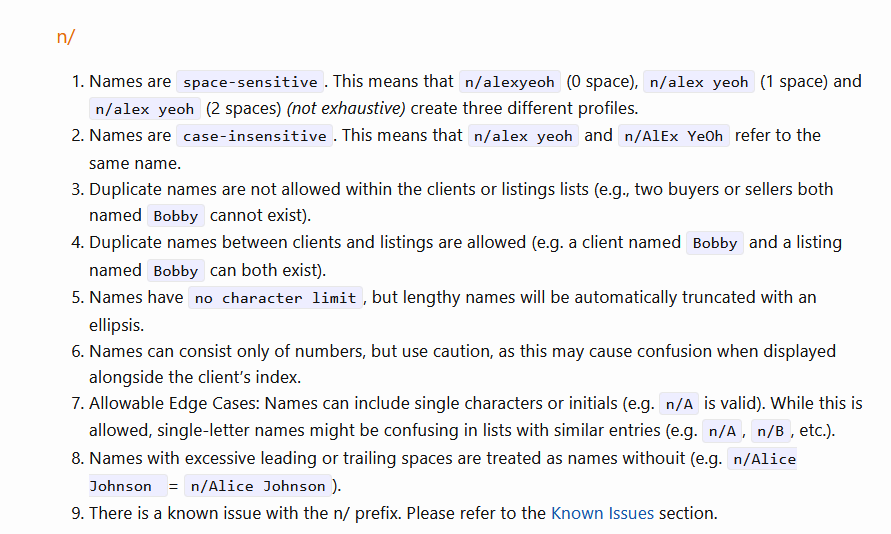 n/
1. Names are space-sensitive. This means that n/alexyeoh (0 space), n/alex yeoh (1 space) and
n/alex yeoh (2 spaces) (not exhaustive) create three different profiles.
2. Names are case-insensitive. This means that n/alex yeoh and n/AlEx YeOh refer to the
same name.
3. Duplicate names are not allowed within the clients or listings lists (e.g., two buyers or sellers both
named Bobby cannot exist).
4. Duplicate names between clients and listings are allowed (e.g. a client named Bobby and a listing
named Bobby can both exist).
5. Names have no character limit, but lengthy names will be automatically truncated with an
ellipsis.
6. Names can consist only of numbers, but use caution, as this may cause confusion when displayed
alongside the client’s index.
7. Allowable Edge Cases: Names can include single characters or initials (e.g. n/A is valid). While this is
allowed, single-letter names might be confusing in lists with similar entries (e.g. n/A, n/B, etc.).
8. Names with excessive leading or trailing spaces are treated as names withouit (e.g. n/Alice
Johnson = n/Alice Johnson).
9. There is a known issue with the n/ prefix. Please refer to the Known Issues section.